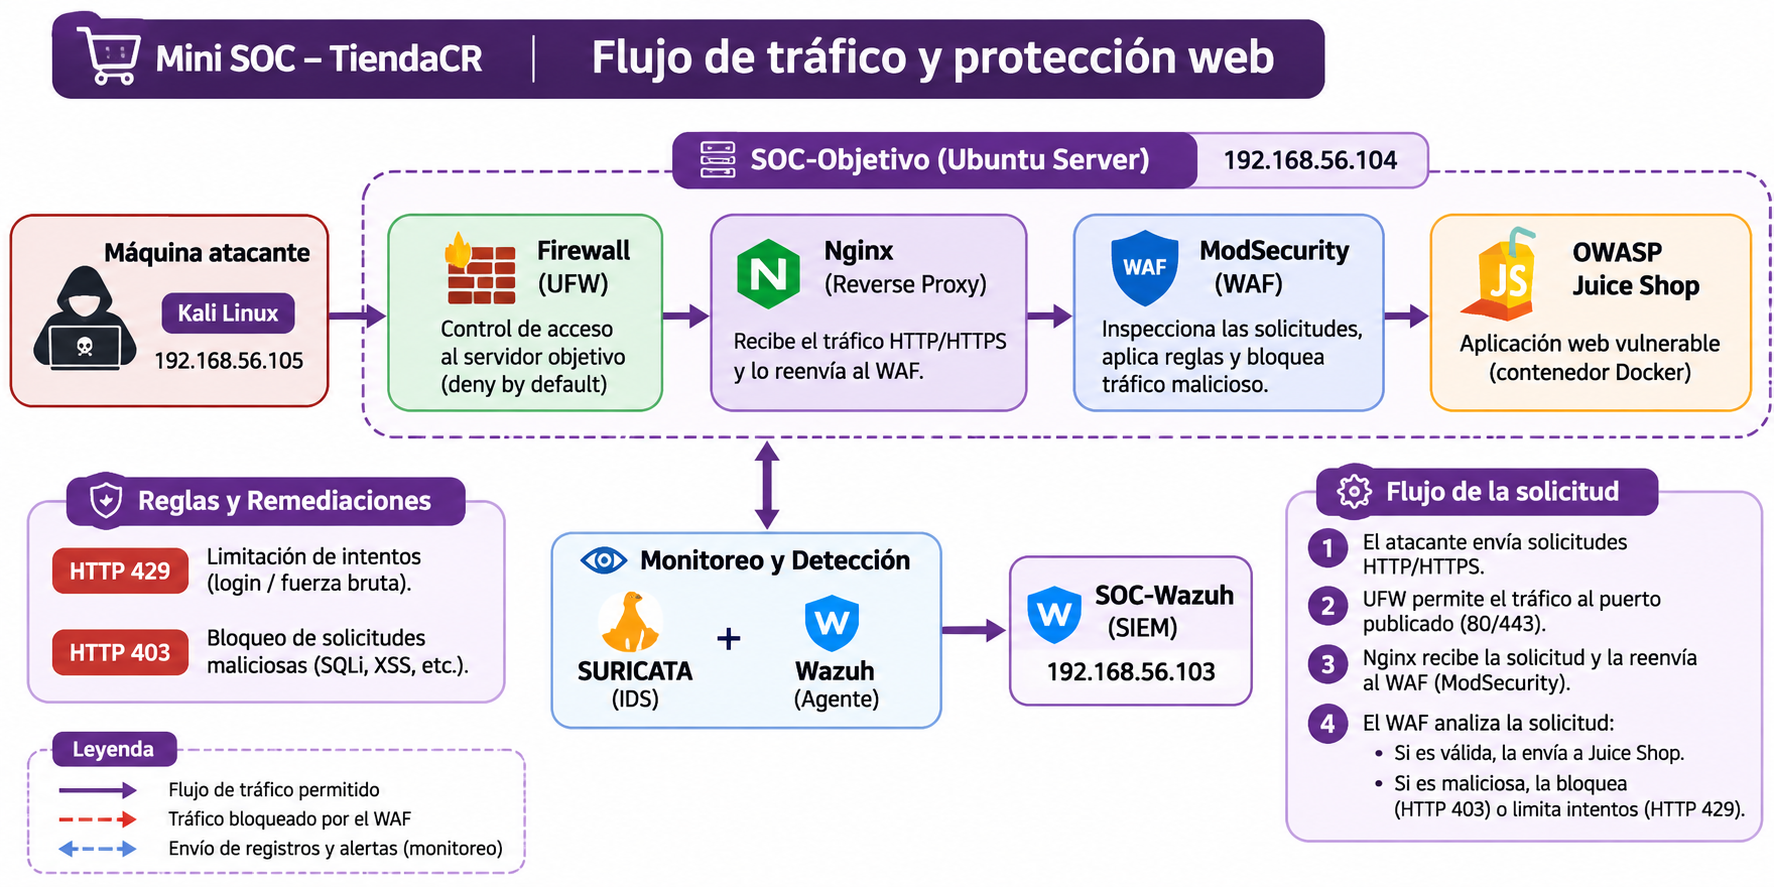 Mini SOC – TiendaCR
Flujo de tráfico y protección web
SOC-Objetivo (Ubuntu Server)
192.168.56.104
Máquina atacante
Kali Linux
192.168.56.105
Firewall
(UFW)
Control de acceso
al servidor objetivo
(deny by default)
N
Nginx
(Reverse Proxy)
Recibe el tráfico HTTP/HTTPS
y lo reenvía al WAF.
WAF
ModSecurity
(WAF)
Inspecciona las solicitudes,
aplica reglas y bloquea
tráfico malicioso.
JS
OWASP
Juice Shop
Aplicación web vulnerable
(contenedor Docker)
Reglas y Remediaciones
HTTP 429
Limitación de intentos
(login / fuerza bruta).
HTTP 403
Bloqueo de solicitudes
maliciosas (SQLi, XSS, etc.).
Monitoreo y Detección
SURICATA
(IDS)
+
W
Wazuh
(Agente)
W
SOC-Wazuh
(SIEM)
192.168.56.103
Flujo de la solicitud
1 El atacante envía solicitudes
HTTP/HTTPS.
2 UFW permite el tráfico al puerto
publicado (80/443).
3 Nginx recibe la solicitud y la reenvía
al WAF (ModSecurity).
4 El WAF analiza la solicitud:
• Si es válida, la envía a Juice Shop.
• Si es maliciosa, la bloquea
(HTTP 403) o limita intentos (HTTP 429).
Leyenda
Flujo de tráfico permitido
Tráfico bloqueado por el WAF
Envío de registros y alertas (monitoreo)